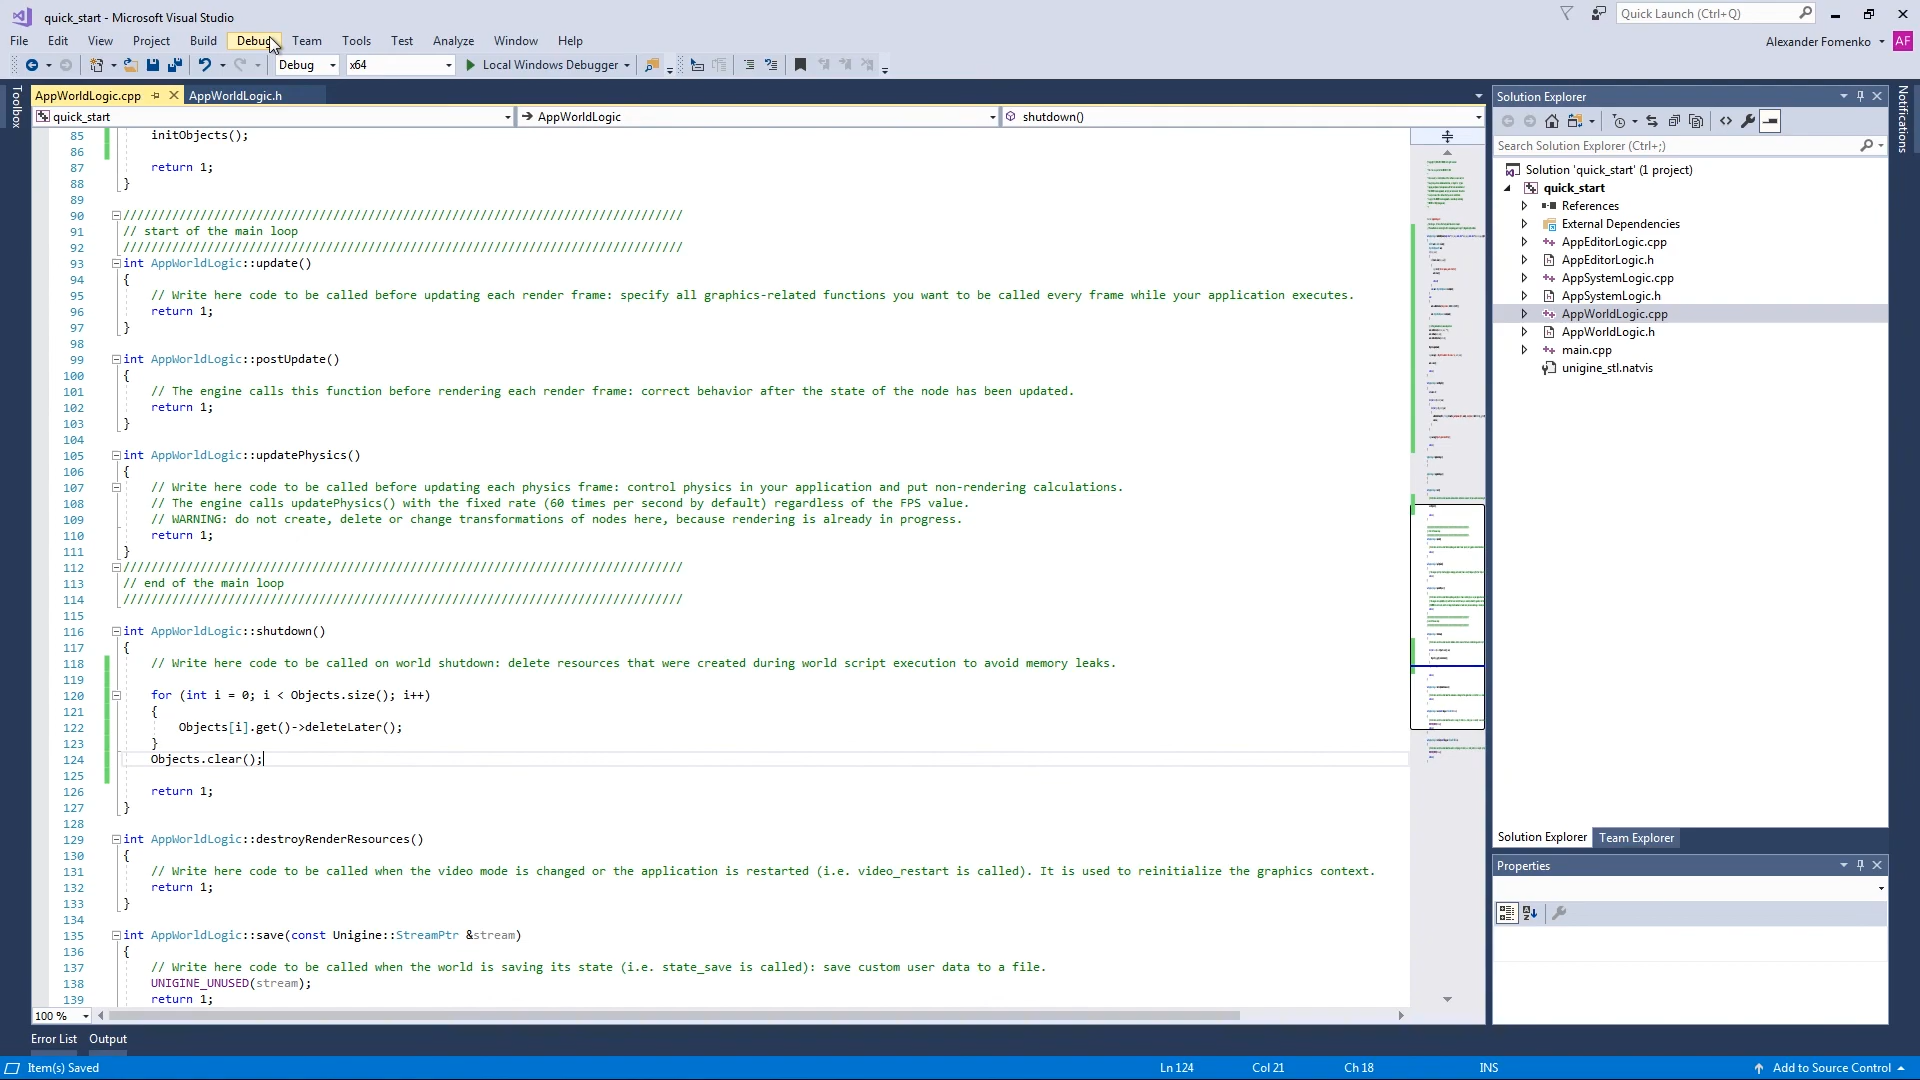 quick_start - Microsoft Visual Studio
Quick Launch (Ctrl+Q)
File Edit View Project Build Debug Team Tools Test Analyze Window Help
Alexander Fomenko AF
Debug x64 Local Windows Debugger
Toolbox
AppWorldLogic.cpp AppWorldLogic.h
quick_start AppWorldLogic shutdown()
85 initObjects();
86
87 return 1;
88 }
89
90 ////////////////////////////////////////////////////////////////////////////////
91 // start of the main loop
92 ////////////////////////////////////////////////////////////////////////////////
93 int AppWorldLogic::update()
94 {
95 // Write here code to be called before updating each render frame: specify all graphics-related functions you want to be called every frame while your application executes.
96 return 1;
97 }
98
99 int AppWorldLogic::postUpdate()
100 {
101 // The engine calls this function before rendering each render frame: correct behavior after the state of the node has been updated.
102 return 1;
103 }
104
105 int AppWorldLogic::updatePhysics()
106 {
107 // Write here code to be called before updating each physics frame: control physics in your application and put non-rendering calculations.
108 // The engine calls updatePhysics() with the fixed rate (60 times per second by default) regardless of the FPS value.
109 // WARNING: do not create, delete or change transformations of nodes here, because rendering is already in progress.
110 return 1;
111 }
112 ////////////////////////////////////////////////////////////////////////////////
113 // end of the main loop
114 ////////////////////////////////////////////////////////////////////////////////
115
116 int AppWorldLogic::shutdown()
117 {
118 // Write here code to be called on world shutdown: delete resources that were created during world script execution to avoid memory leaks.
119
120 for (int i = 0; i < Objects.size(); i++)
121 {
122 Objects[i].get()->deleteLater();
123 }
124 Objects.clear();
125
126 return 1;
127 }
128
129 int AppWorldLogic::destroyRenderResources()
130 {
131 // Write here code to be called when the video mode is changed or the application is restarted (i.e. video_restart is called). It is used to reinitialize the graphics context.
132 return 1;
133 }
134
135 int AppWorldLogic::save(const Unigine::StreamPtr &stream)
136 {
137 // Write here code to be called when the world is saving its state (i.e. state_save is called): save custom user data to a file.
138 UNIGINE_UNUSED(stream);
139 return 1;
100 %
Solution Explorer
Search Solution Explorer (Ctrl+;)
Solution 'quick_start' (1 project)
quick_start
References
External Dependencies
AppEditorLogic.cpp
AppEditorLogic.h
AppSystemLogic.cpp
AppSystemLogic.h
AppWorldLogic.cpp
AppWorldLogic.h
main.cpp
unigine_stl.natvis
Solution Explorer Team Explorer
Properties
Notifications
Error List Output
Item(s) Saved Ln 124 Col 21 Ch 18 INS Add to Source Control